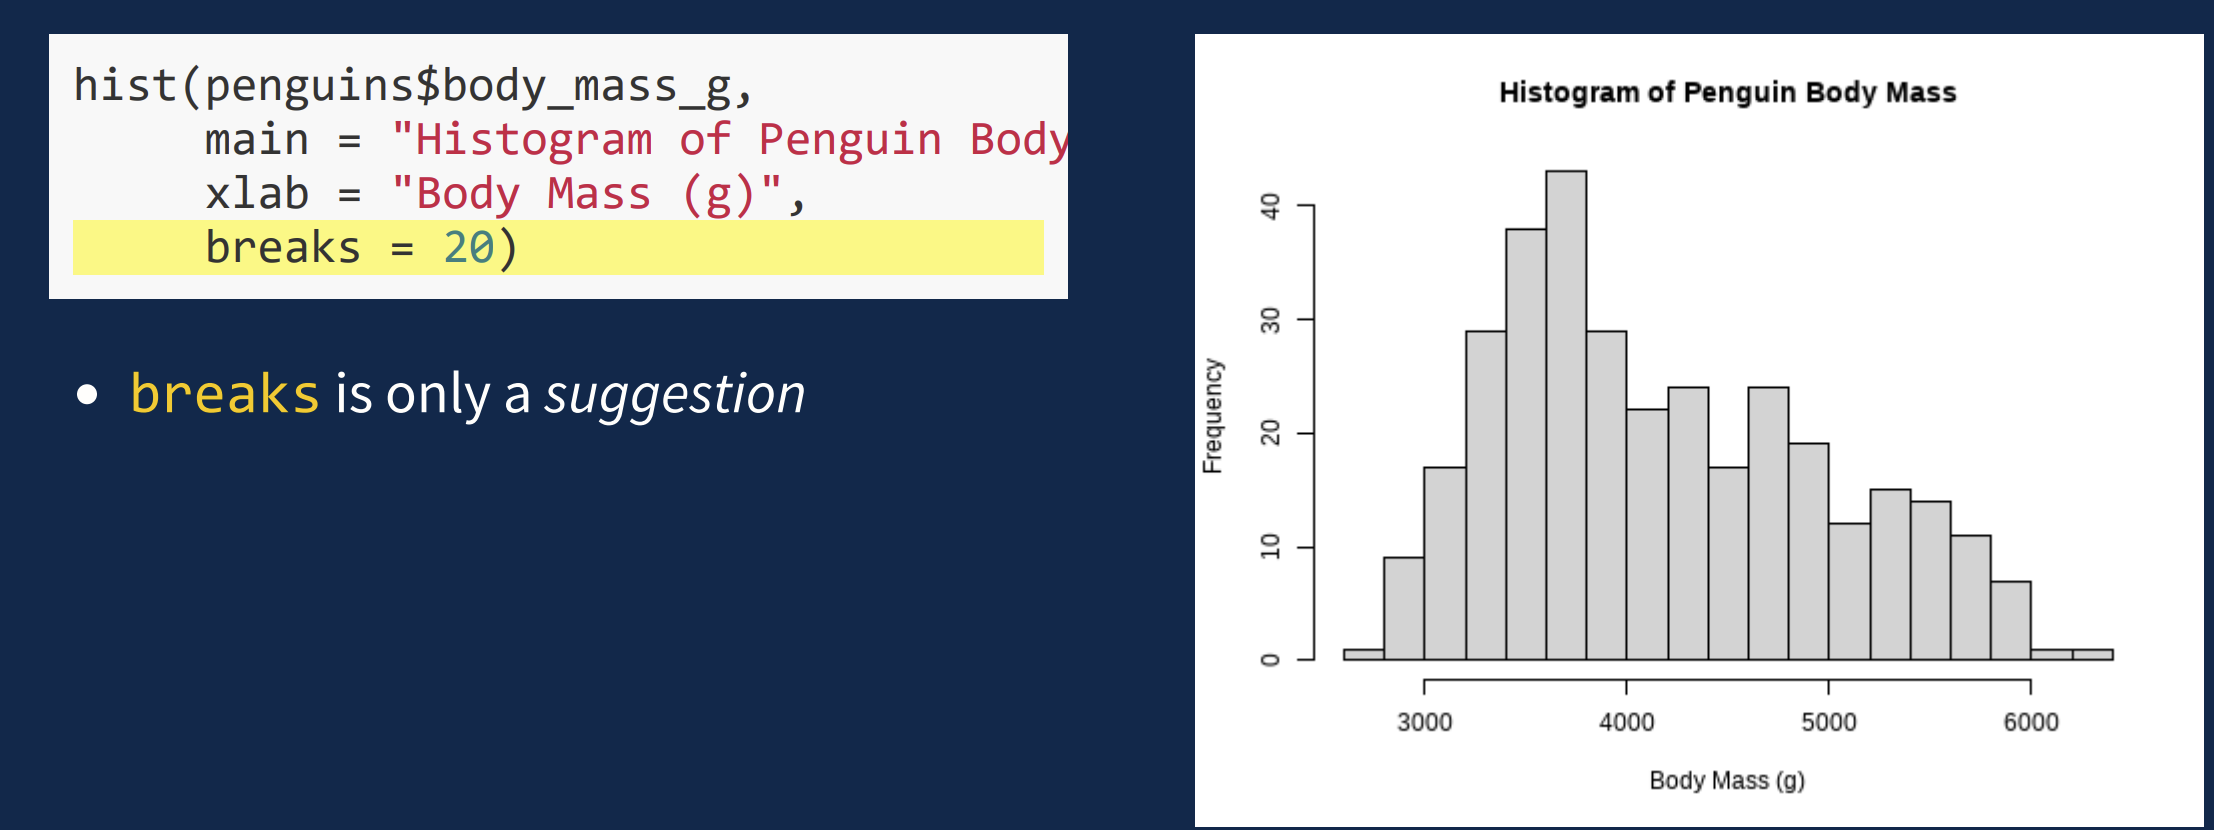 hist(penguins$body_mass_g,
main = "Histogram of Penguin Body
xlab = "Body Mass (g)",
breaks = 20)
• breaks is only a suggestion
Histogram of Penguin Body Mass
Frequency
40
30
20
10
0
3000 4000 5000 6000
Body Mass (g)